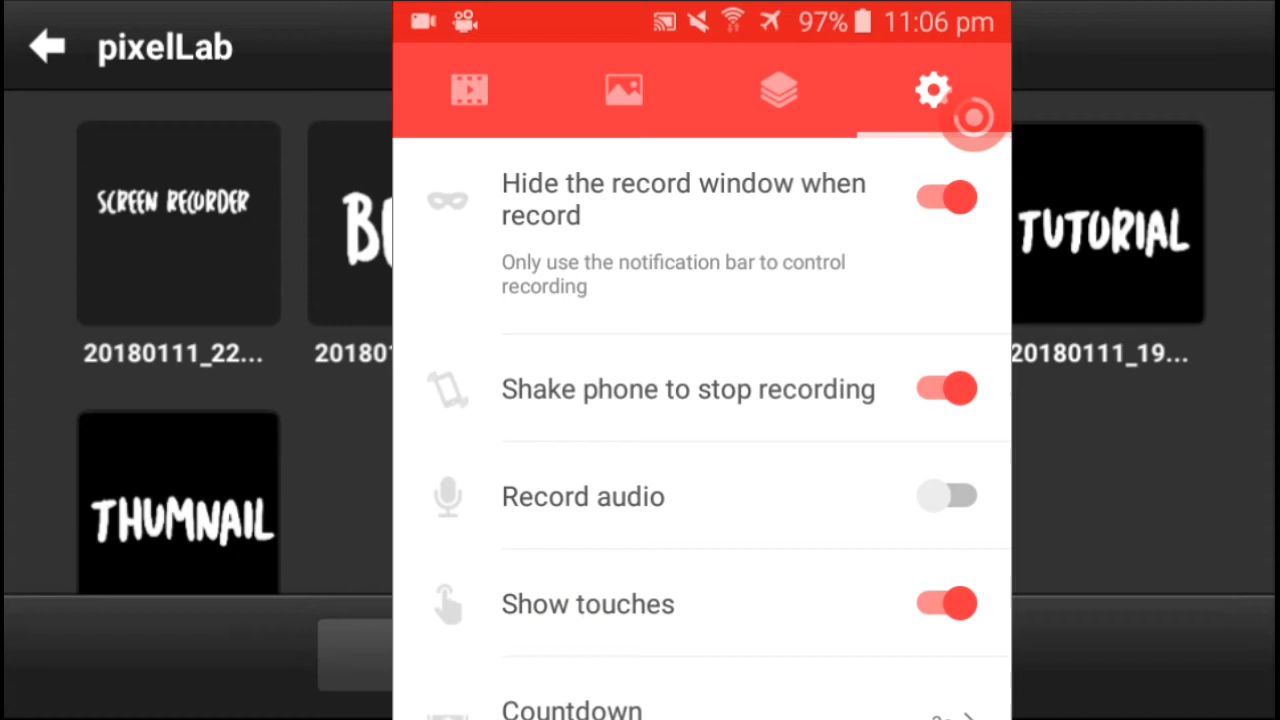 pixelLab
97% 11:06 pm
SCREEN RECORDER
TUTORIAL
20180111_22...
20180111_19...
THUMNAIL
Hide the record window when
record
Only use the notification bar to control
recording
Shake phone to stop recording
Record audio
Show touches
Countdown